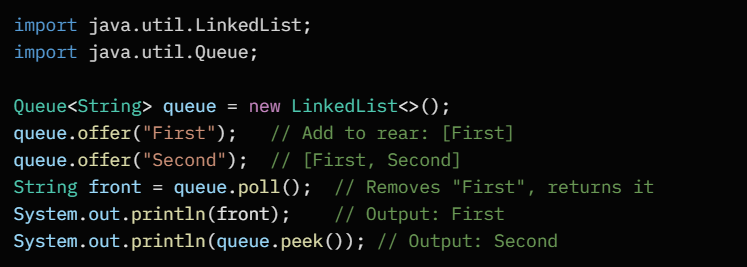 import java.util.LinkedList;
import java.util.Queue;
Queue<String> queue = new LinkedList<>();
queue.offer("First");   // Add to rear: [First]
queue.offer("Second");  // [First, Second]
String front = queue.poll();  // Removes "First", returns it
System.out.println(front);    // Output: First
System.out.println(queue.peek()); // Output: Second